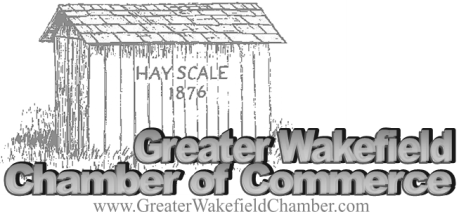 HAY SCALE
1876
Greater Wakefield
Chamber of Commerce
www.GreaterWakefieldChamber.com